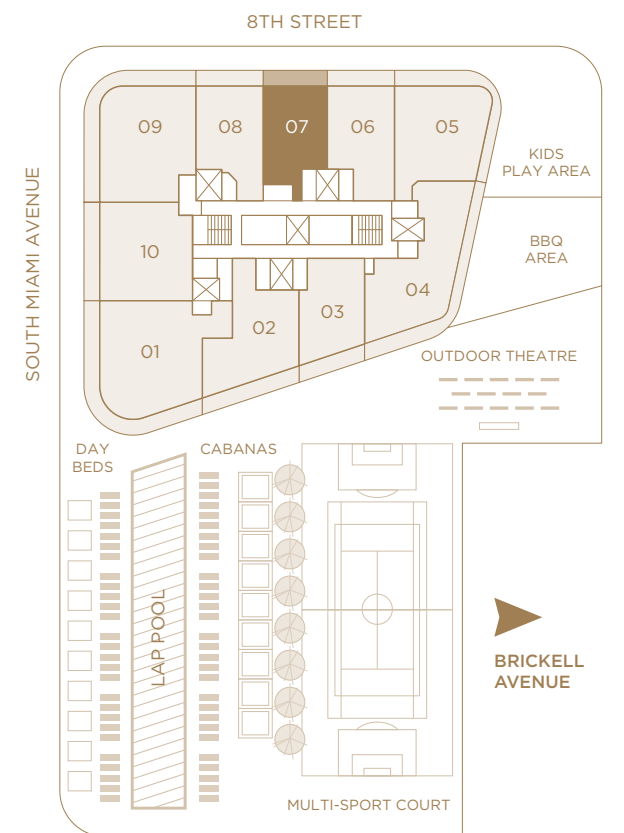 8TH STREET
SOUTH MIAMI AVENUE
09
08
07
06
05
KIDS
PLAY AREA
10
BBQ
AREA
04
03
02
01
OUTDOOR THEATRE
DAY
BEDS
CABANAS
LAP POOL
BRICKELL
AVENUE
MULTI-SPORT COURT